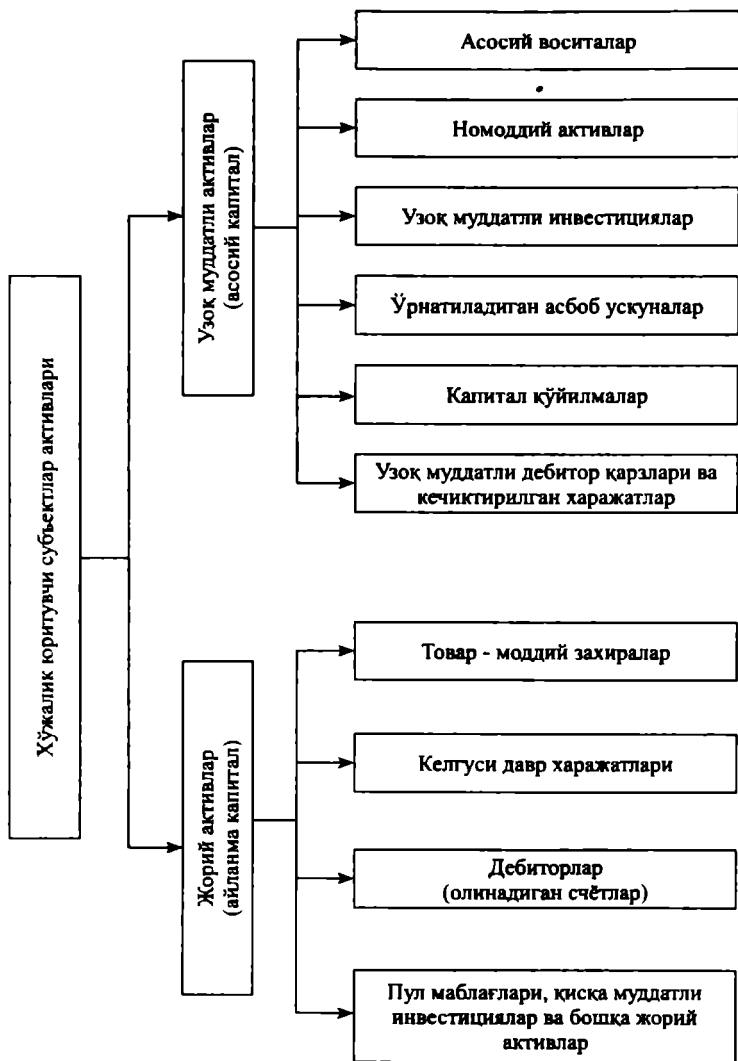 Хўжалик юритувчи субъектлар активлари
Узоқ муддатли активлар
(асосий капитал)
Асосий воситалар
Номоддий активлар
Узоқ муддатли инвестициялар
Ўрнатиладиган асбоб ускуналар
Капитал қўйилмалар
Узоқ муддатли дебитор қарзлари ва
кечиктирилган харажатлар
Жорий активлар
(айланма капитал)
Товар - моддий захиралар
Келгуси давр харажатлари
Дебиторлар
(олинадиган счётлар)
Пул маблағлари, қисқа муддатли
инвестициялар ва бошқа жорий
активлар